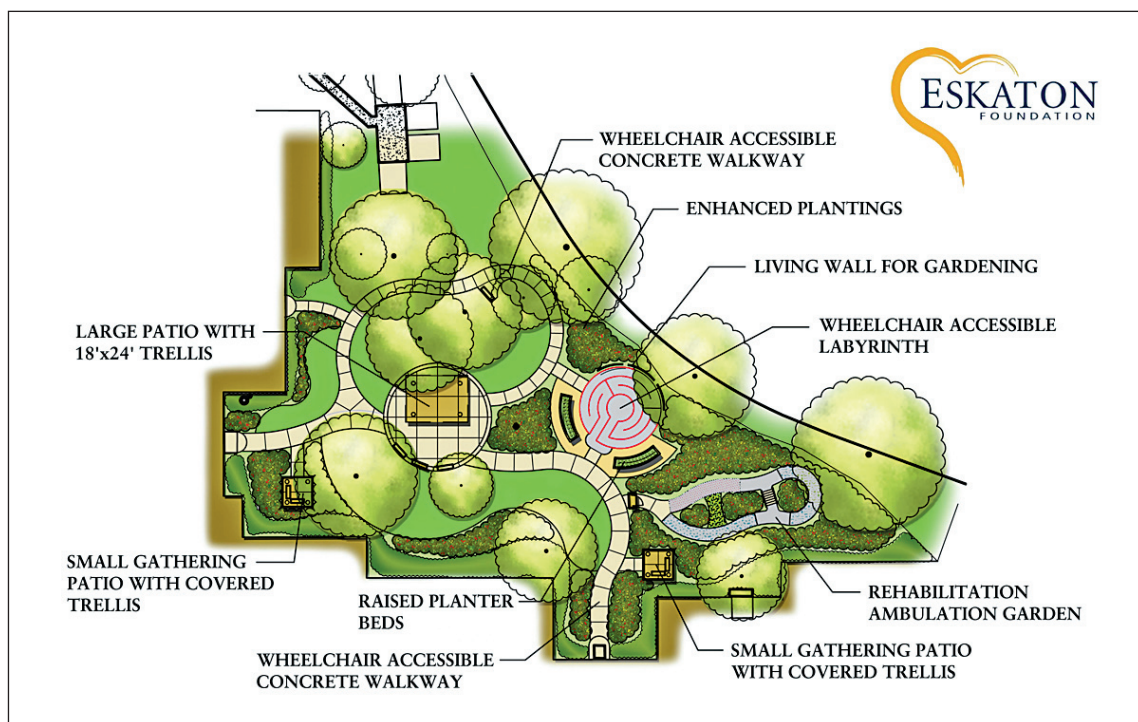 ESKATON
FOUNDATION
WHEELCHAIR ACCESSIBLE
CONCRETE WALKWAY
ENHANCED PLANTINGS
LIVING WALL FOR GARDENING
LARGE PATIO WITH
18'x24' TRELLIS
WHEELCHAIR ACCESSIBLE
LABYRINTH
SMALL GATHERING
PATIO WITH COVERED
TRELLIS
RAISED PLANTER
BEDS
REHABILITATION
AMBULATION GARDEN
WHEELCHAIR ACCESSIBLE
CONCRETE WALKWAY
SMALL GATHERING PATIO
WITH COVERED TRELLIS